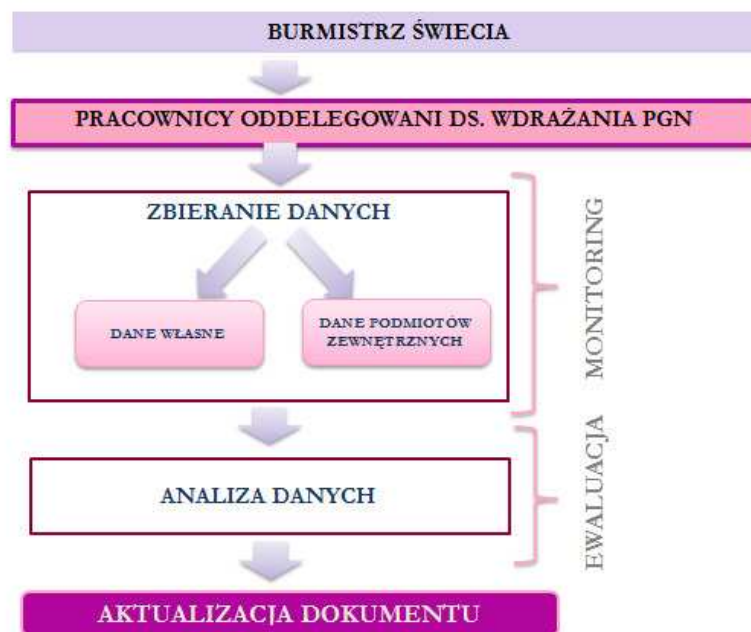 BURMISTRZ ŚWIECIA
PRACOWNICY ODDELEGOWANI DS. WDRAŻANIA PGN
ZBIERANIE DANYCH
DANE WŁASNE
DANE PODMIOTÓW
ZEWNĘTRZNYCH
MONITORING
ANALIZA DANYCH
EWALUACJA
AKTUALIZACJA DOKUMENTU